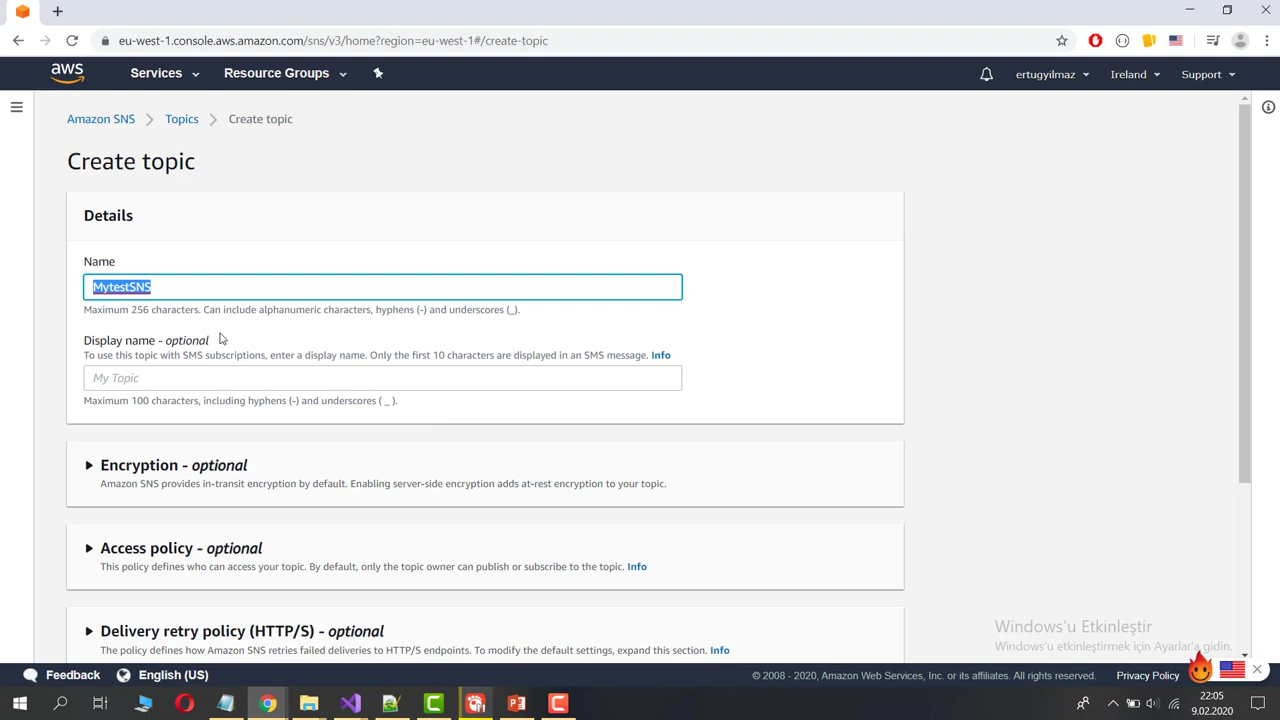 eu-west-1.console.aws.amazon.com/sns/v3/home?region=eu-west-1#/create-topic
aws Services Resource Groups ertugyilmaz Ireland Support
Amazon SNS Topics Create topic
Create topic
Details
Name
MytestSNS
Maximum 256 characters. Can include alphanumeric characters, hyphens (-) and underscores (_).
Display name - optional
To use this topic with SMS subscriptions, enter a display name. Only the first 10 characters are displayed in an SMS message. Info
My Topic
Maximum 100 characters, including hyphens (-) and underscores ( _ ).
Encryption - optional
Amazon SNS provides in-transit encryption by default. Enabling server-side encryption adds at-rest encryption to your topic.
Access policy - optional
This policy defines who can access your topic. By default, only the topic owner can publish or subscribe to the topic. Info
Delivery retry policy (HTTP/S) - optional
The policy defines how Amazon SNS retries failed deliveries to HTTP/S endpoints. To modify the default settings, expand this section. Info
Windows'u Etkinleştir
Windows'u etkinleştirmek için Ayarlar'a gidin.
Feedback English (US) © 2008 - 2020, Amazon Web Services, Inc. or its affiliates. All rights reserved. Privacy Policy
22:05
9.02.2020